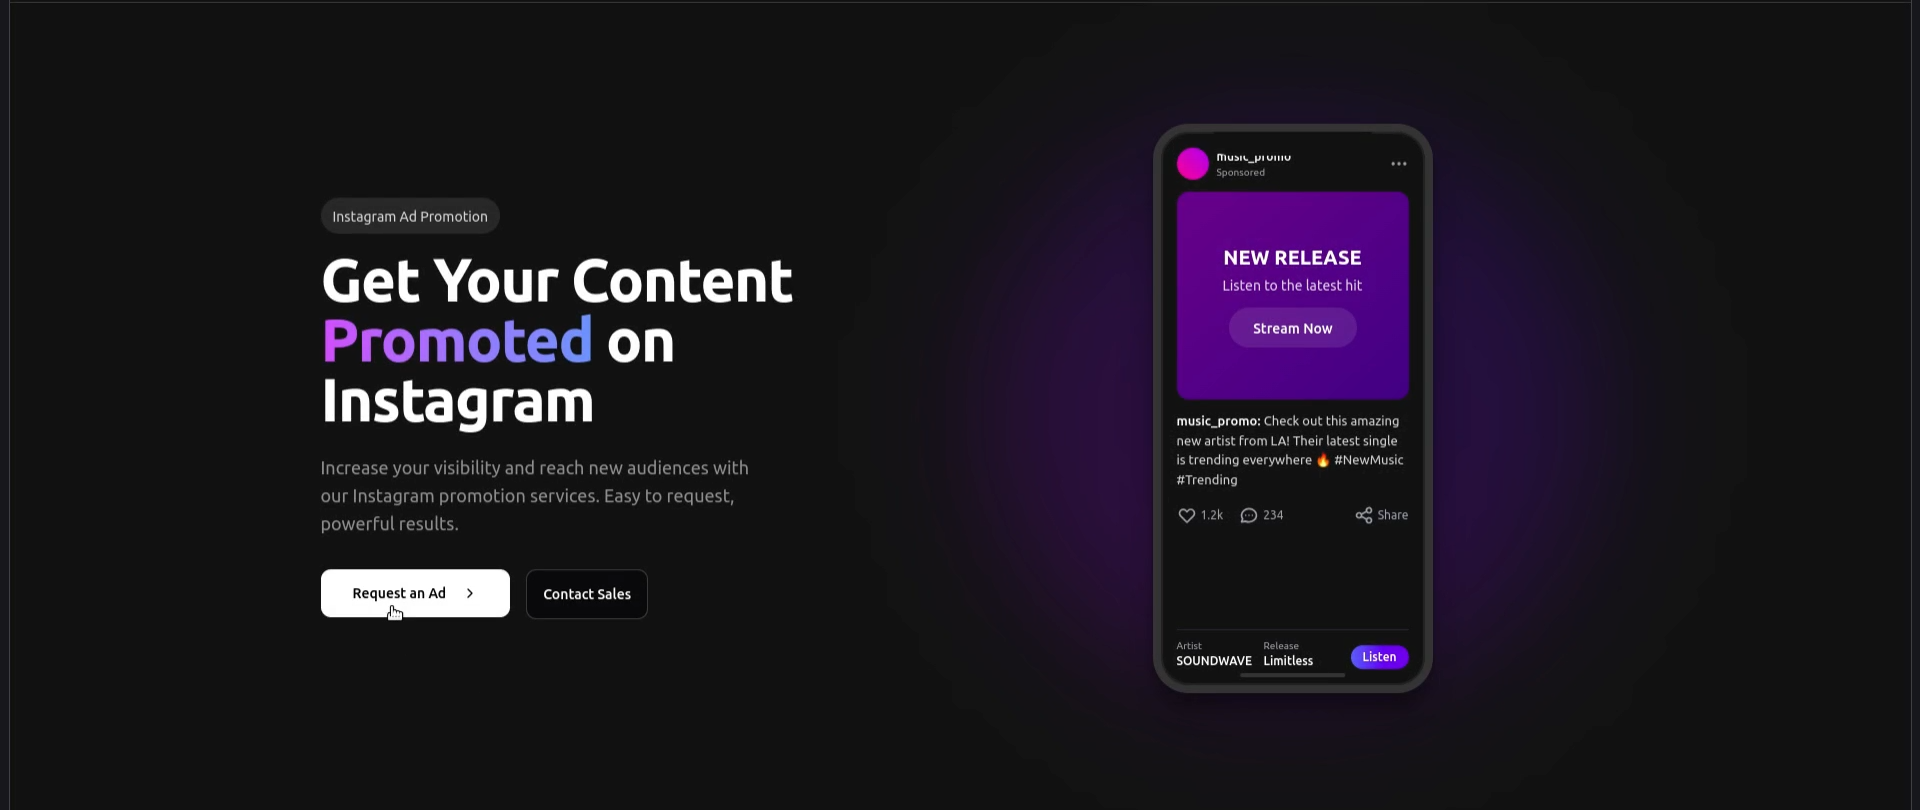 Instagram Ad Promotion
Get Your Content
Promoted on
Instagram
Increase your visibility and reach new audiences with
our Instagram promotion services. Easy to request,
powerful results.
Request an Ad
Contact Sales
music_promo
Sponsored
NEW RELEASE
Listen to the latest hit
Stream Now
music_promo: Check out this amazing
new artist from LA! Their latest single
is trending everywhere 🔥 #NewMusic
#Trending
1.2k 234 Share
Artist Release
SOUNDWAVE Limitless
Listen